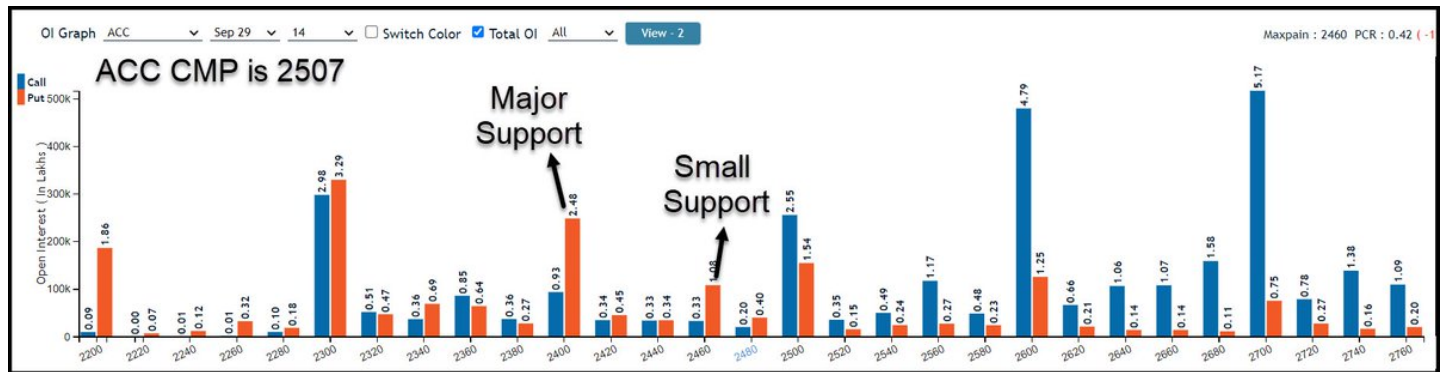 OI Graph ACC Sep 29 14 Switch Color Total OI All View - 2 Maxpain : 2460 PCR : 0.42 ( -1
ACC CMP is 2507
Call
Put
Major
Support
Small
Support
Open Interest ( In Lakhs )
500k
400k
300k
200k
100k
0
0.09 1.86 0.00 0.07 0.01 0.12 0.01 0.32 0.10 0.18 2.98 3.29 0.51 0.47 0.36 0.69 0.85 0.64 0.36 0.27 0.93 2.48 0.34 0.45 0.33 0.34 0.33 1.08 0.20 0.40 2.55 1.54 0.35 0.15 0.49 0.24 1.17 0.27 0.48 0.23 4.79 1.25 0.66 0.21 1.06 0.14 1.07 0.14 1.58 0.11 5.17 0.75 0.78 0.27 1.38 0.16 1.09 0.20
2200 2220 2240 2260 2280 2300 2320 2340 2360 2380 2400 2420 2440 2460 2480 2500 2520 2540 2560 2580 2600 2620 2640 2660 2680 2700 2720 2740 2760